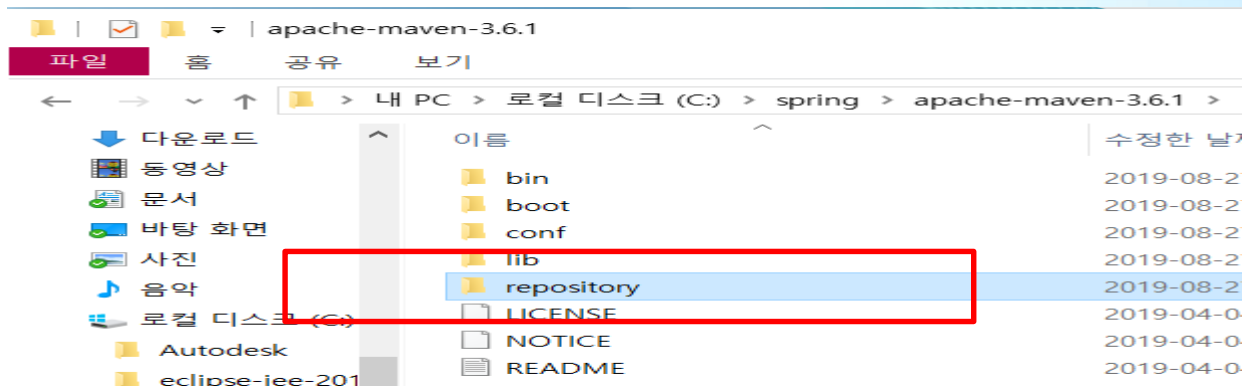 apache-maven-3.6.1
파일 홈 공유 보기
내 PC > 로컬 디스크 (C:) > spring > apache-maven-3.6.1 >
다운로드
동영상
문서
바탕 화면
사진
음악
로컬 디스크 (C:)
Autodesk
eclipse-jee-201
이름 수정한 날
bin 2019-08-2
boot 2019-08-2
conf 2019-08-2
lib 2019-08-2
repository 2019-08-2
LICENSE 2019-04-0
NOTICE 2019-04-0
README 2019-04-0